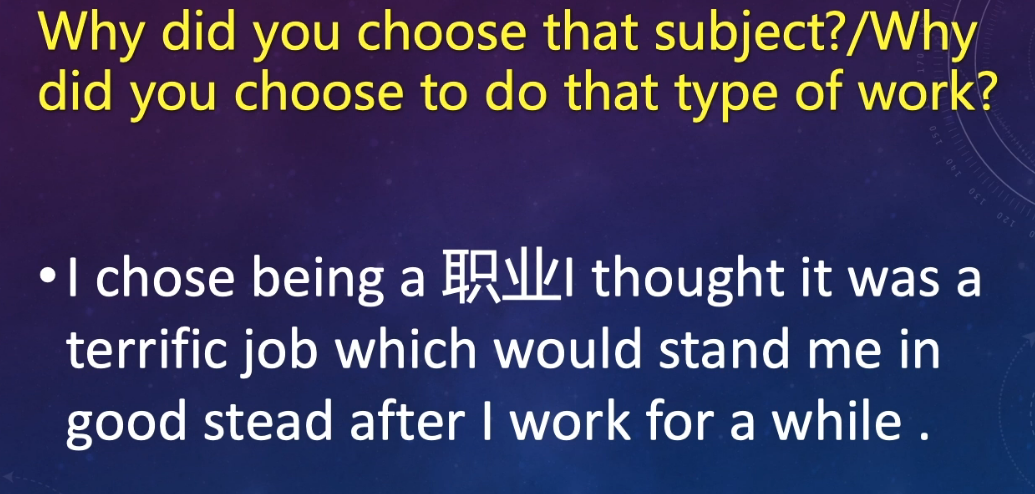 Why did you choose that subject?/Why
did you choose to do that type of work?
•I chose being a 职业I thought it was a
terrific job which would stand me in
good stead after I work for a while .